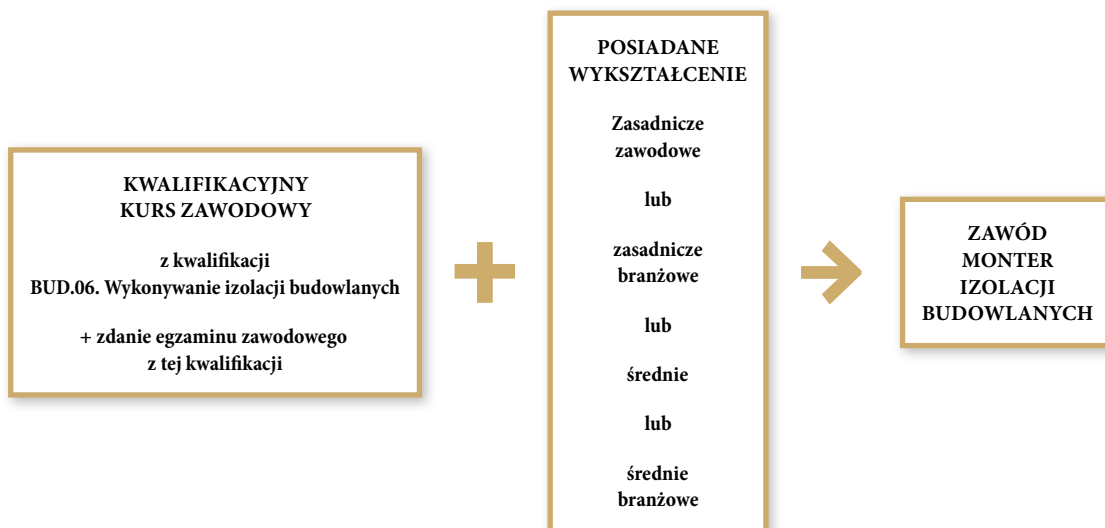 KWALIFIKACYJNY
KURS ZAWODOWY
z kwalifikacji
BUD.06. Wykonywanie izolacji budowlanych
+ zdanie egzaminu zawodowego
z tej kwalifikacji
POSIADANE
WYKSZTAŁCENIE
Zasadnicze
zawodowe
lub
zasadnicze
branżowe
lub
średnie
lub
średnie
branżowe
ZAWÓD
MONTER
IZOLACJI
BUDOWLANYCH